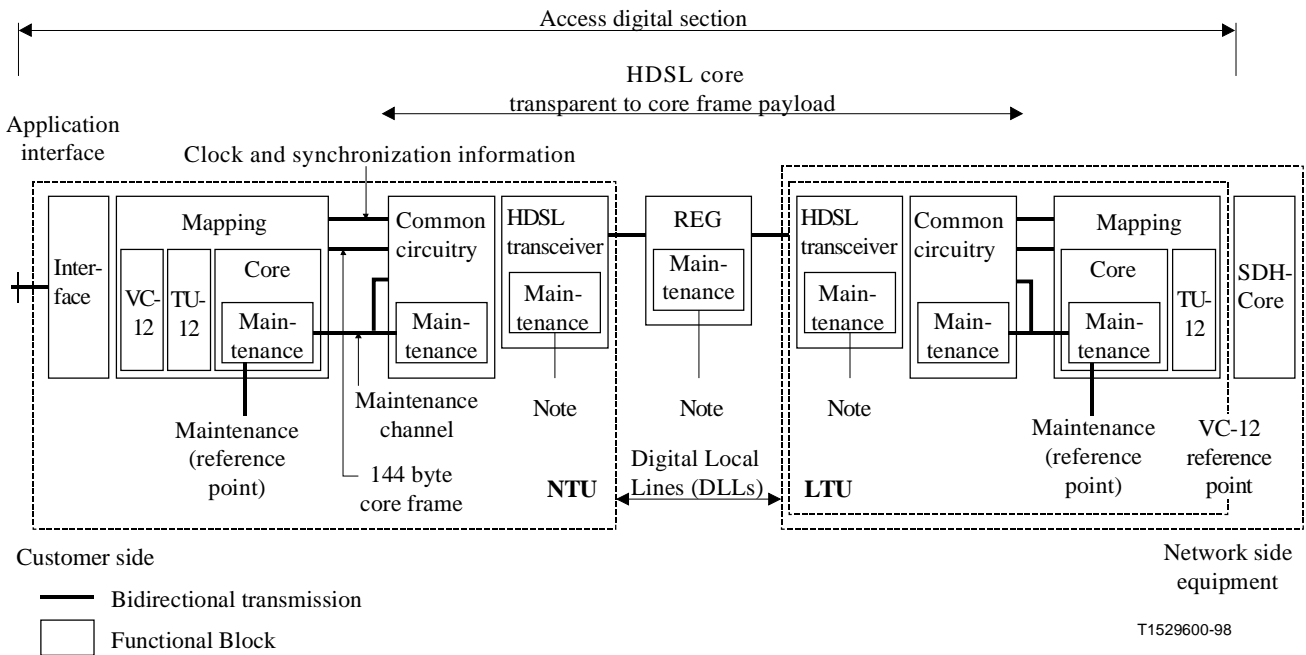 Access digital section
HDSL core
transparent to core frame payload
Application
interface
Clock and synchronization information
Inter-
face
Mapping
VC-
12
TU-
12
Core
Main-
tenance
Common
circuitry
Main-
tenance
HDSL
transceiver
Main-
tenance
REG
Main-
tenance
HDSL
transceiver
Main-
tenance
Common
circuitry
Main-
tenance
Mapping
Core
Main-
tenance
TU-
12
SDH-
Core
Maintenance
(reference
point)
Maintenance
channel
144 byte
core frame
Note
NTU
Note
Digital Local
Lines (DLLs)
Note
LTU
Maintenance
(reference
point)
VC-12
reference
point
Customer side
Network side
equipment
Bidirectional transmission
Functional Block
T1529600-98